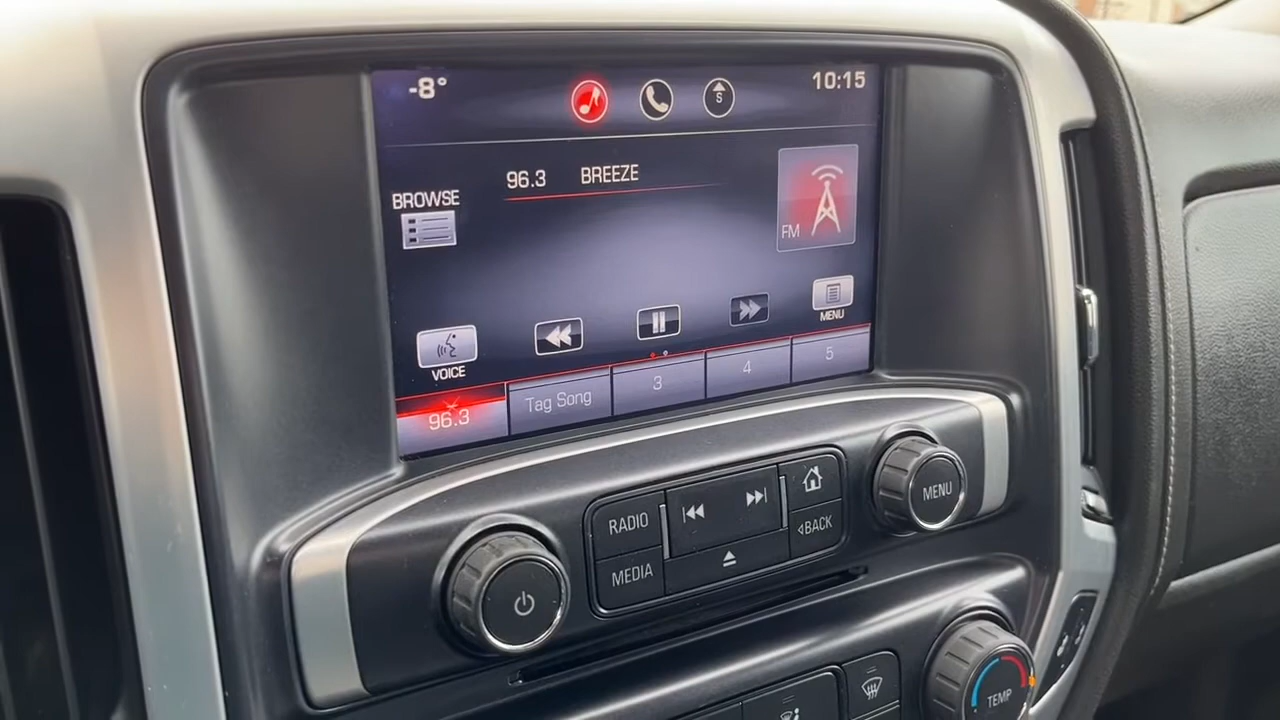 -8°
10:15
S
96.3 BREEZE
BROWSE
FM
MENU
VOICE
96.3
Tag Song
3
4
5
RADIO
MEDIA
<BACK
MENU
TEMP